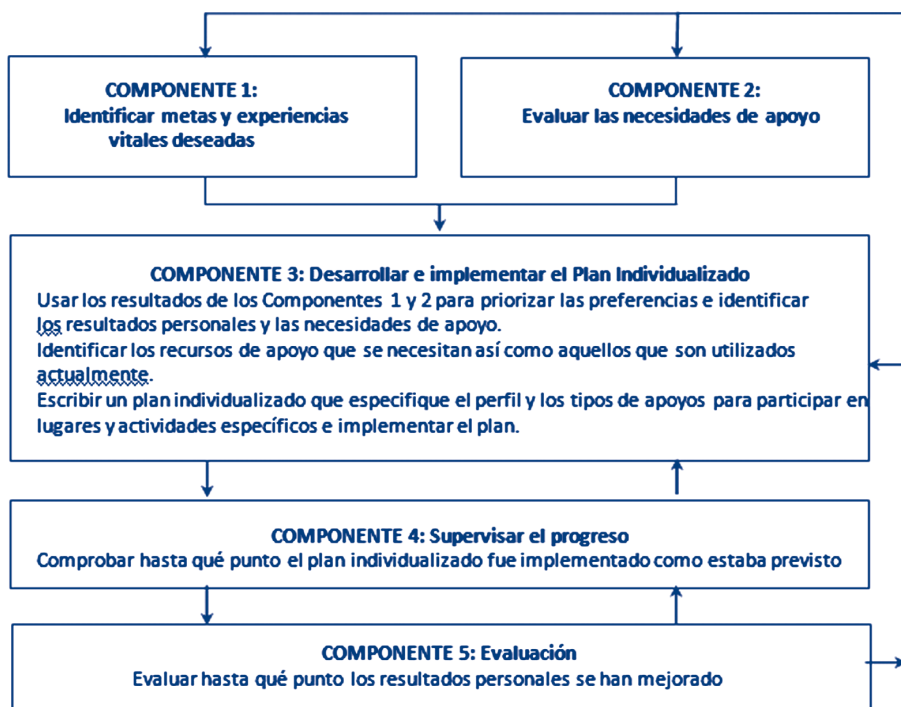 COMPONENTE 1:
Identificar metas y experiencias
vitales deseadas
COMPONENTE 2:
Evaluar las necesidades de apoyo
COMPONENTE 3: Desarrollar e implementar el Plan Individualizado
Usar los resultados de los Componentes 1 y 2 para priorizar las preferencias e identificar
los resultados personales y las necesidades de apoyo.
Identificar los recursos de apoyo que se necesitan así como aquellos que son utilizados
actualmente.
Escribir un plan individualizado que especifique el perfil y los tipos de apoyos para participar en
lugares y actividades específicos e implementar el plan.
COMPONENTE 4: Supervisar el progreso
Comprobar hasta qué punto el plan individualizado fue implementado como estaba previsto
COMPONENTE 5: Evaluación
Evaluar hasta qué punto los resultados personales se han mejorado